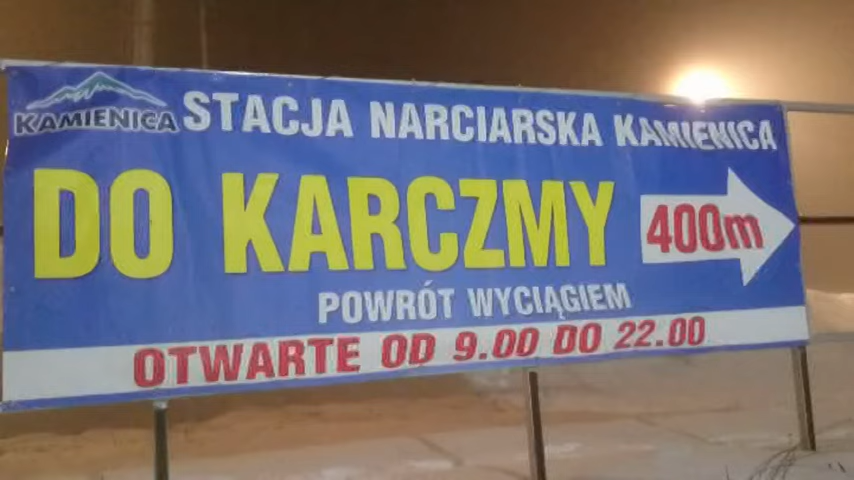 KAMIENICA
STACJA NARCIARSKA KAMIENICA
DO KARCZMY
400m
POWRÓT WYCIĄGIEM
OTWARTE OD 9.00 DO 22.00